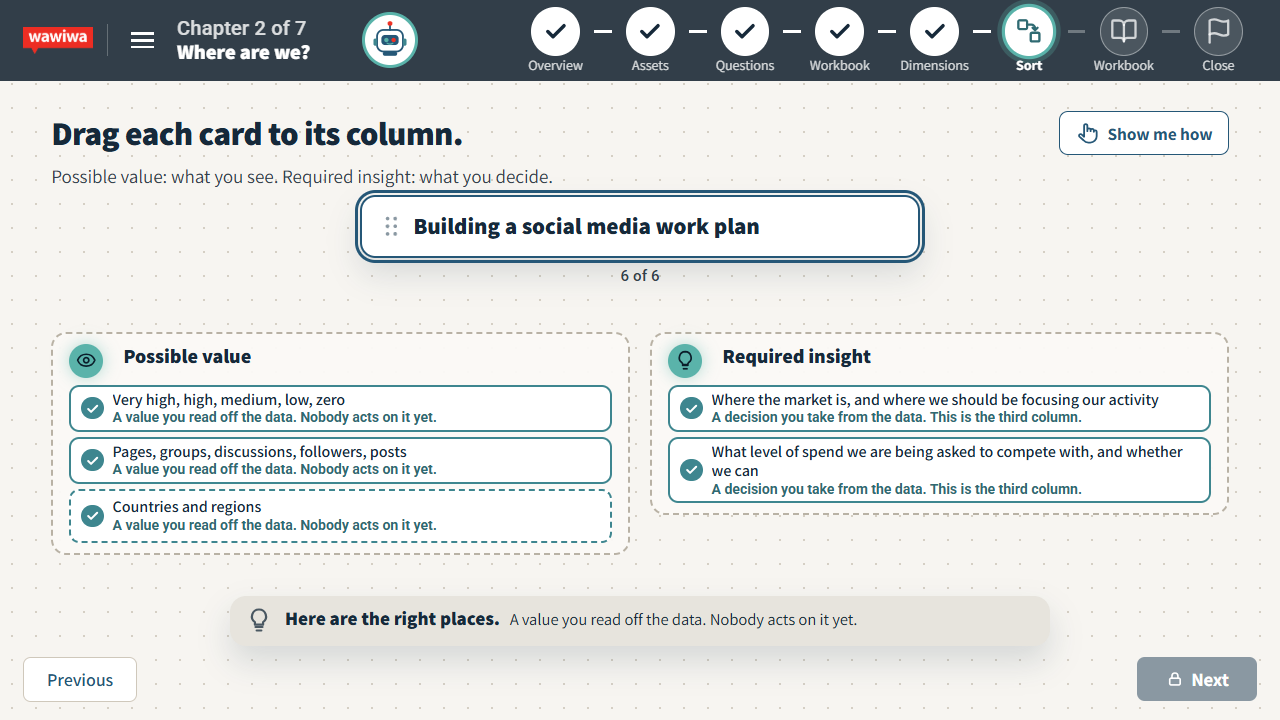 wawiwa
Chapter 2 of 7
Where are we?
Overview
Assets
Questions
Workbook
Dimensions
Sort
Workbook
Close
Drag each card to its column.
Show me how
Possible value: what you see. Required insight: what you decide.
Building a social media work plan
6 of 6
Possible value
Very high, high, medium, low, zero
A value you read off the data. Nobody acts on it yet.
Pages, groups, discussions, followers, posts
A value you read off the data. Nobody acts on it yet.
Countries and regions
A value you read off the data. Nobody acts on it yet.
Required insight
Where the market is, and where we should be focusing our activity
A decision you take from the data. This is the third column.
What level of spend we are being asked to compete with, and whether
we can
A decision you take from the data. This is the third column.
Here are the right places. A value you read off the data. Nobody acts on it yet.
Previous
Next